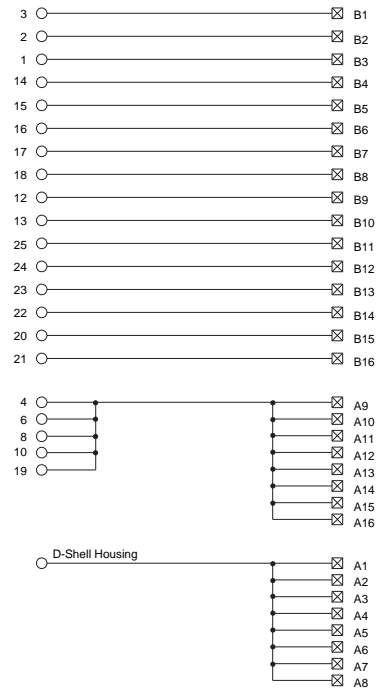 3 B1
2 B2
1 B3
14 B4
15 B5
16 B6
17 B7
18 B8
12 B9
13 B10
25 B11
24 B12
23 B13
22 B14
20 B15
21 B16
4 A9
6 A10
8 A11
10 A12
19 A13
A14
A15
A16
D-Shell Housing
A1
A2
A3
A4
A5
A6
A7
A8